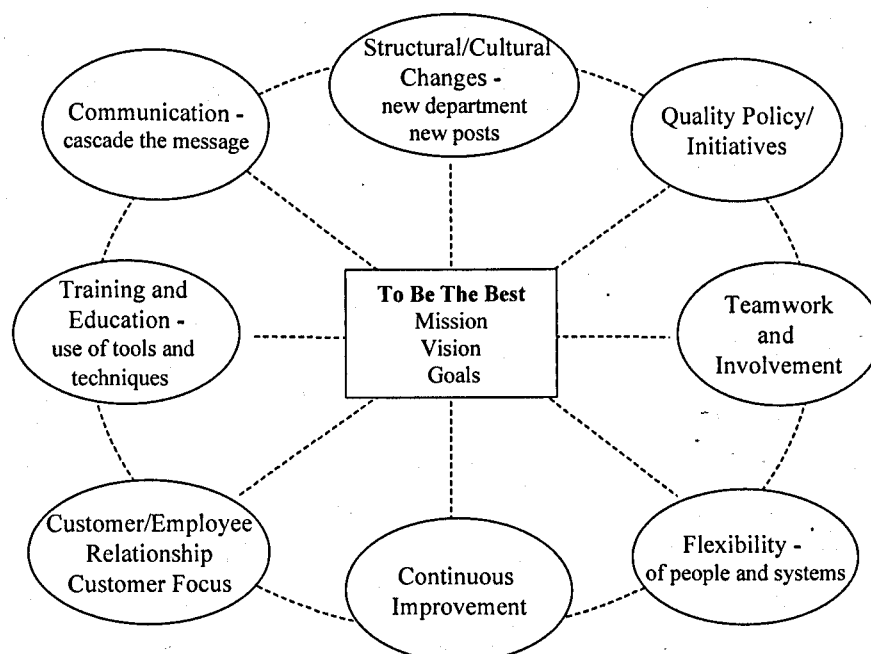 Structural/Cultural
Changes -
new department
new posts
Communication -
cascade the message
Quality Policy/
Initiatives
Training and
Education -
use of tools and
techniques
To Be The Best
Mission
Vision
Goals
Teamwork
and
Involvement
Customer/Employee
Relationship
Customer Focus
Continuous
Improvement
Flexibility -
of people and systems